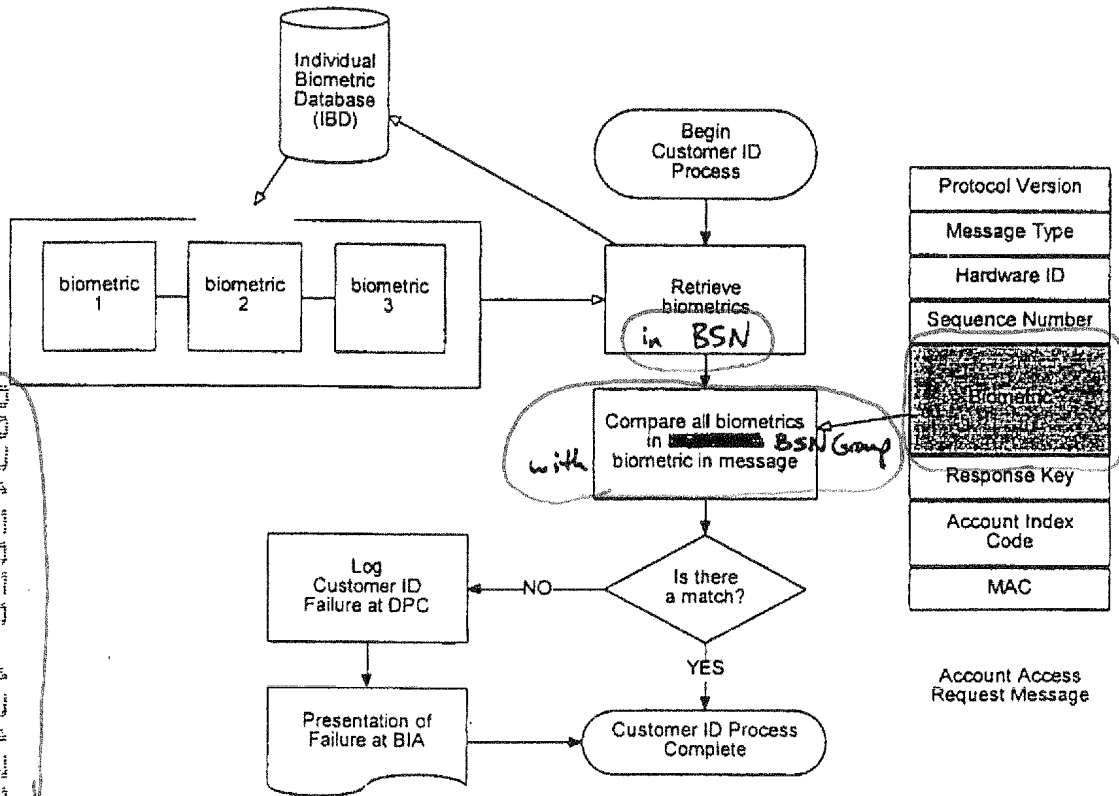 Individual
Biometric
Database
(IBD)
Begin
Customer ID
Process
biometric
1
biometric
2
biometric
3
Retrieve
biometrics
in BSN
Compare all biometrics
in BSN Group
with biometric in message
Is there
a match?
NO
YES
Log
Customer ID
Failure at DPC
Presentation of
Failure at BIA
Customer ID Process
Complete
Protocol Version
Message Type
Hardware ID
Sequence Number
Biometric
Response Key
Account Index
Code
MAC
Account Access
Request Message